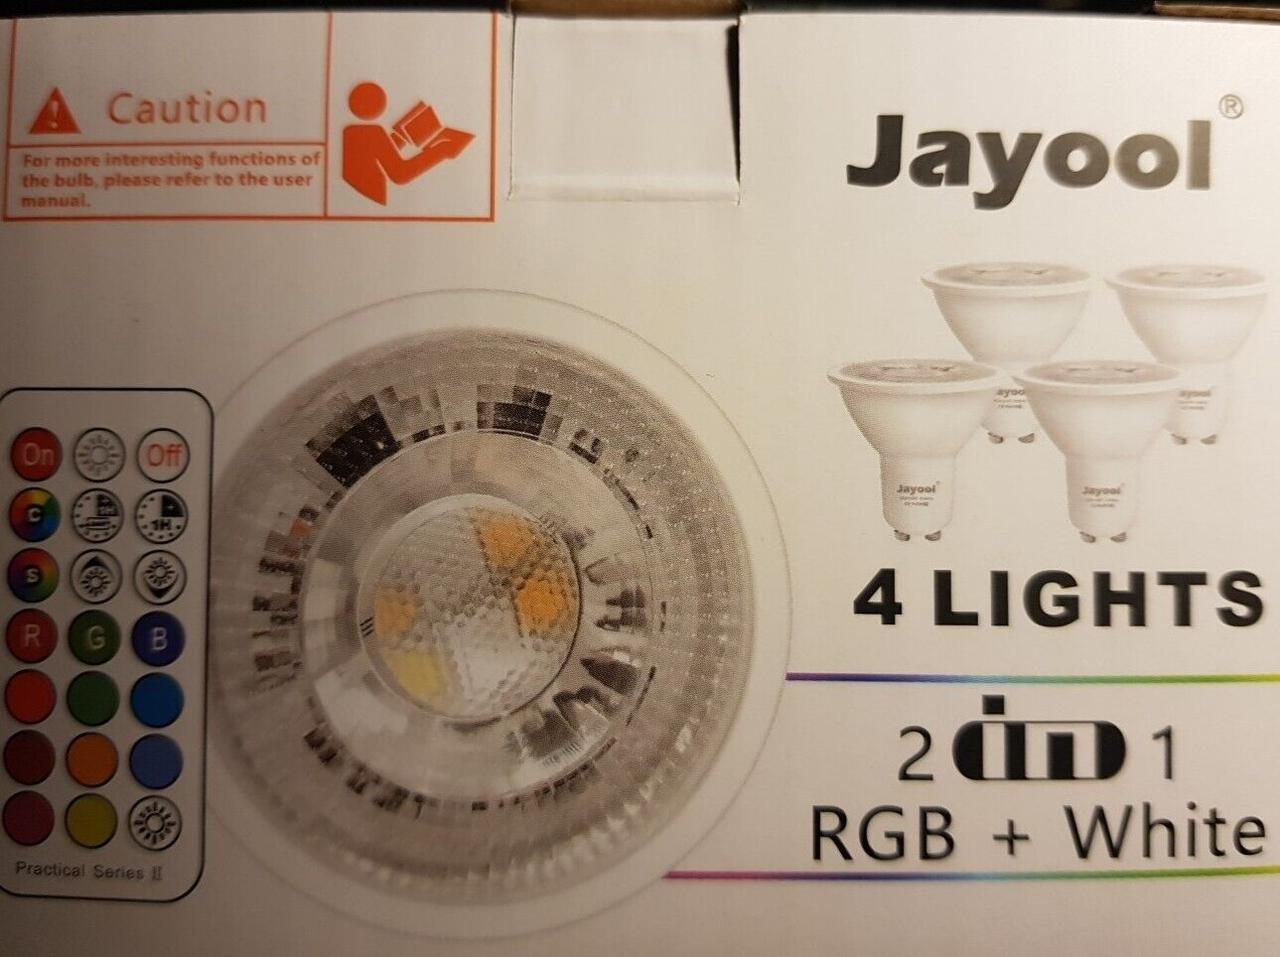 Caution
For more interesting functions of
the bulb, please refer to the user
manual.
Jayool®
Jayool
Jayool
4 LIGHTS
2 in 1
RGB + White
On
Off
C
1H
S
R
G
B
Practical Series II